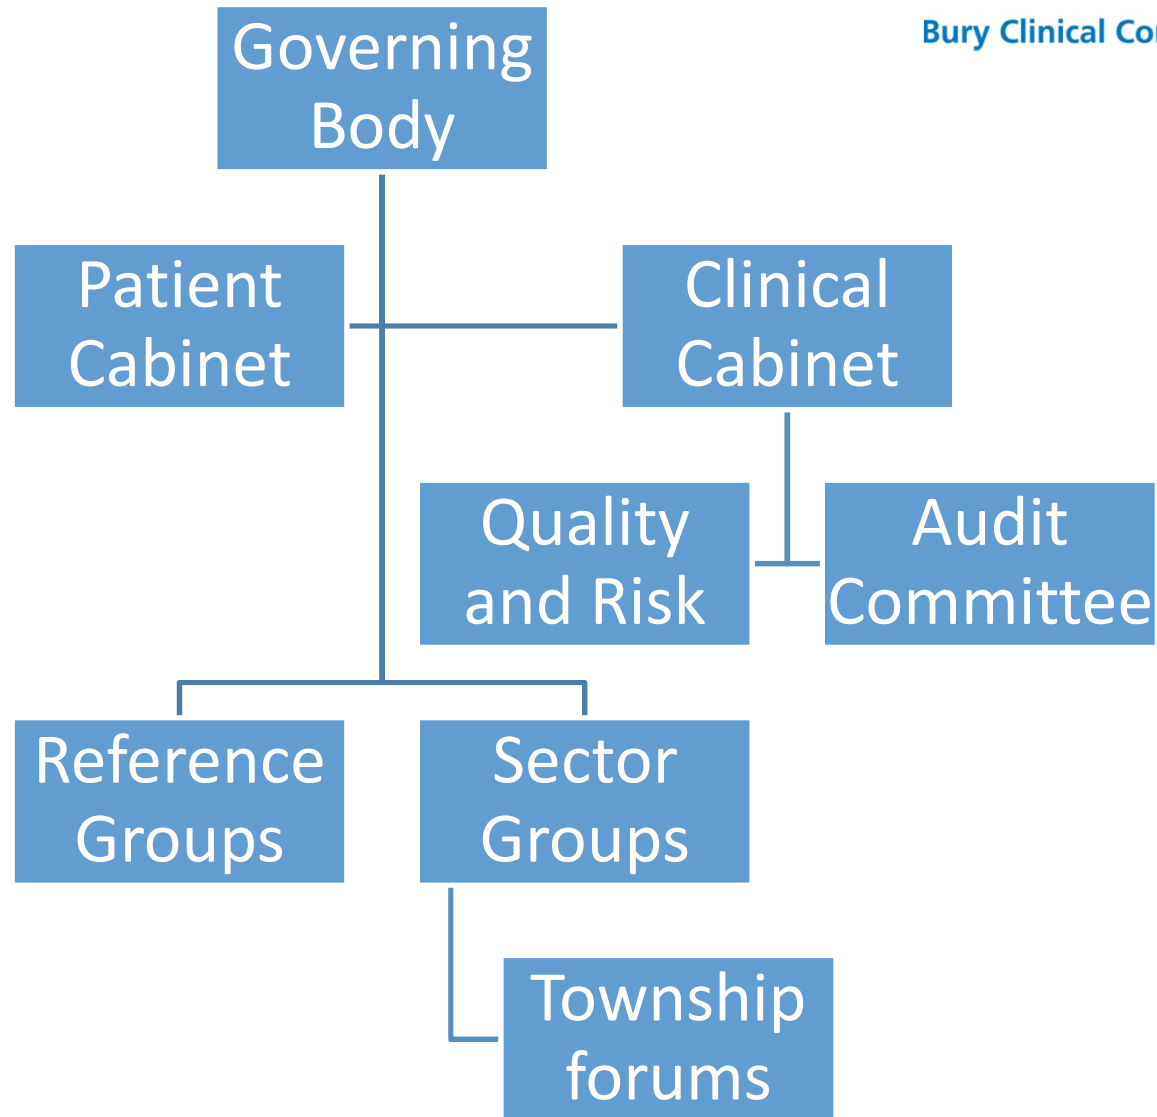 Bury Clinical Co
Governing
Body
Patient
Cabinet
Clinical
Cabinet
Quality
and Risk
Audit
Committee
Reference
Groups
Sector
Groups
Township
forums